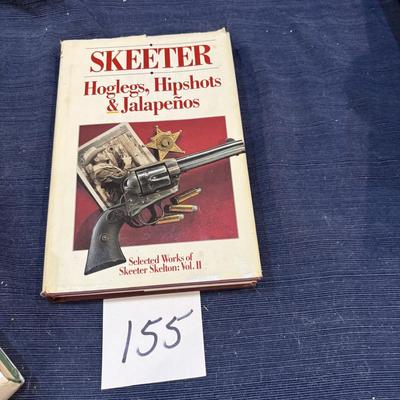 SKEETER
Hoglegs, Hipshots
& Jalapeños
Selected Works of
Skeeter Skelton: Vol. II
155